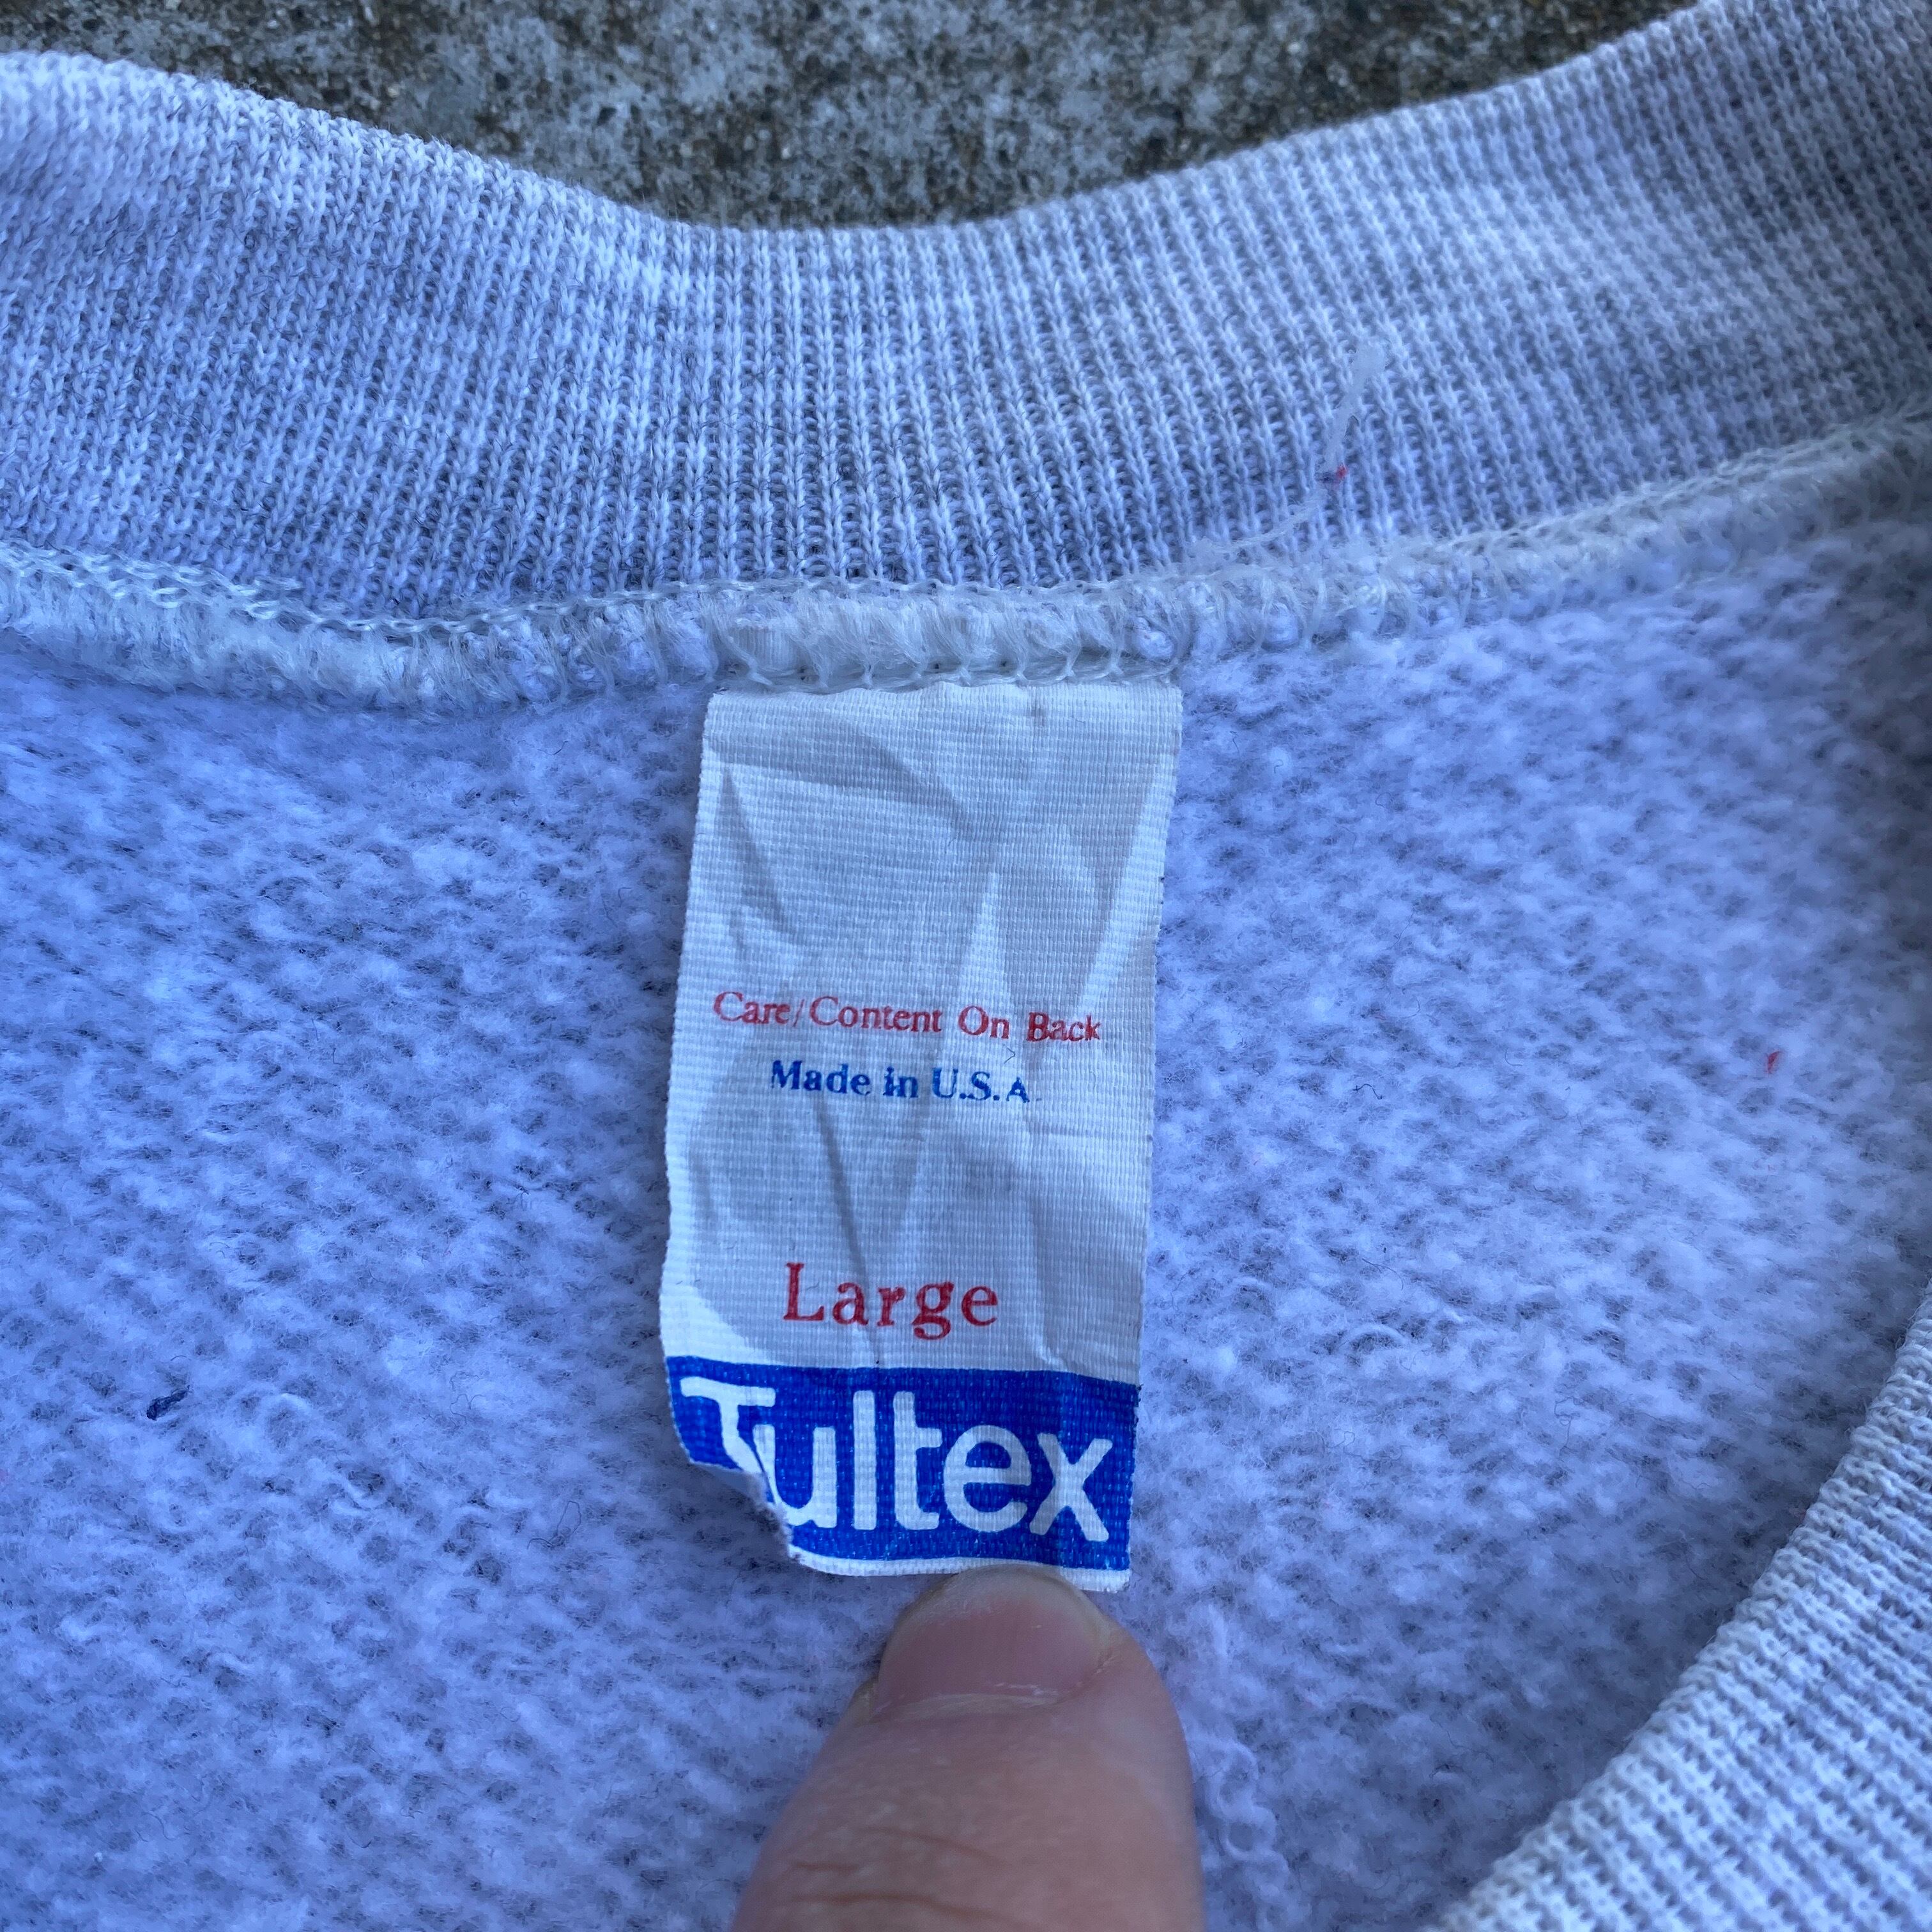 Care/Content On Back
Made in U.S.A.
Large
Tultex